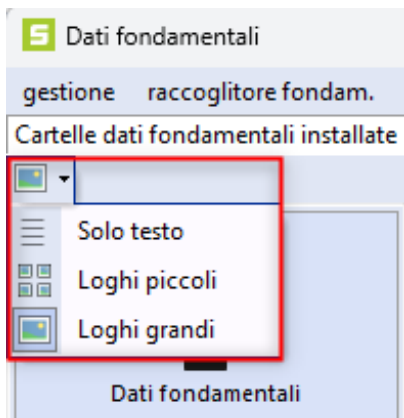 S Dati fondamentali
gestione raccoglitore fondam.
Cartelle dati fondamentali installate
Solo testo
Loghi piccoli
Loghi grandi
Dati fondamentali